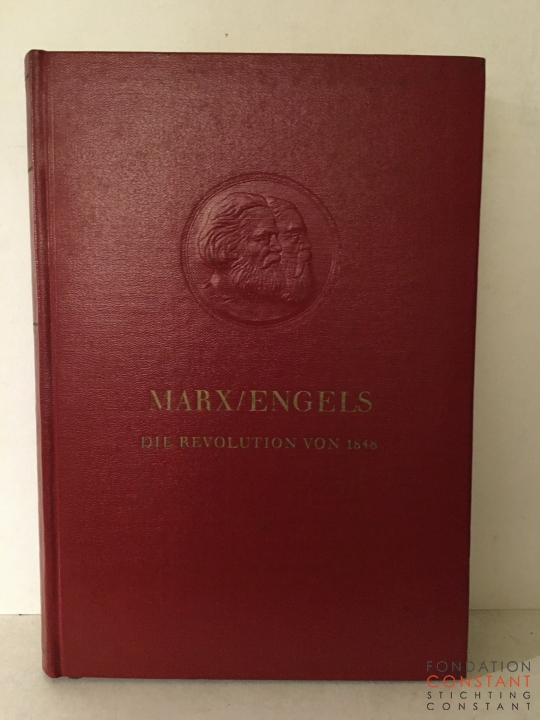 MARX/ENGELS
DIE REVOLUTION VON 1848
FONDATION
CONSTANT
STICHTING
CONSTANT